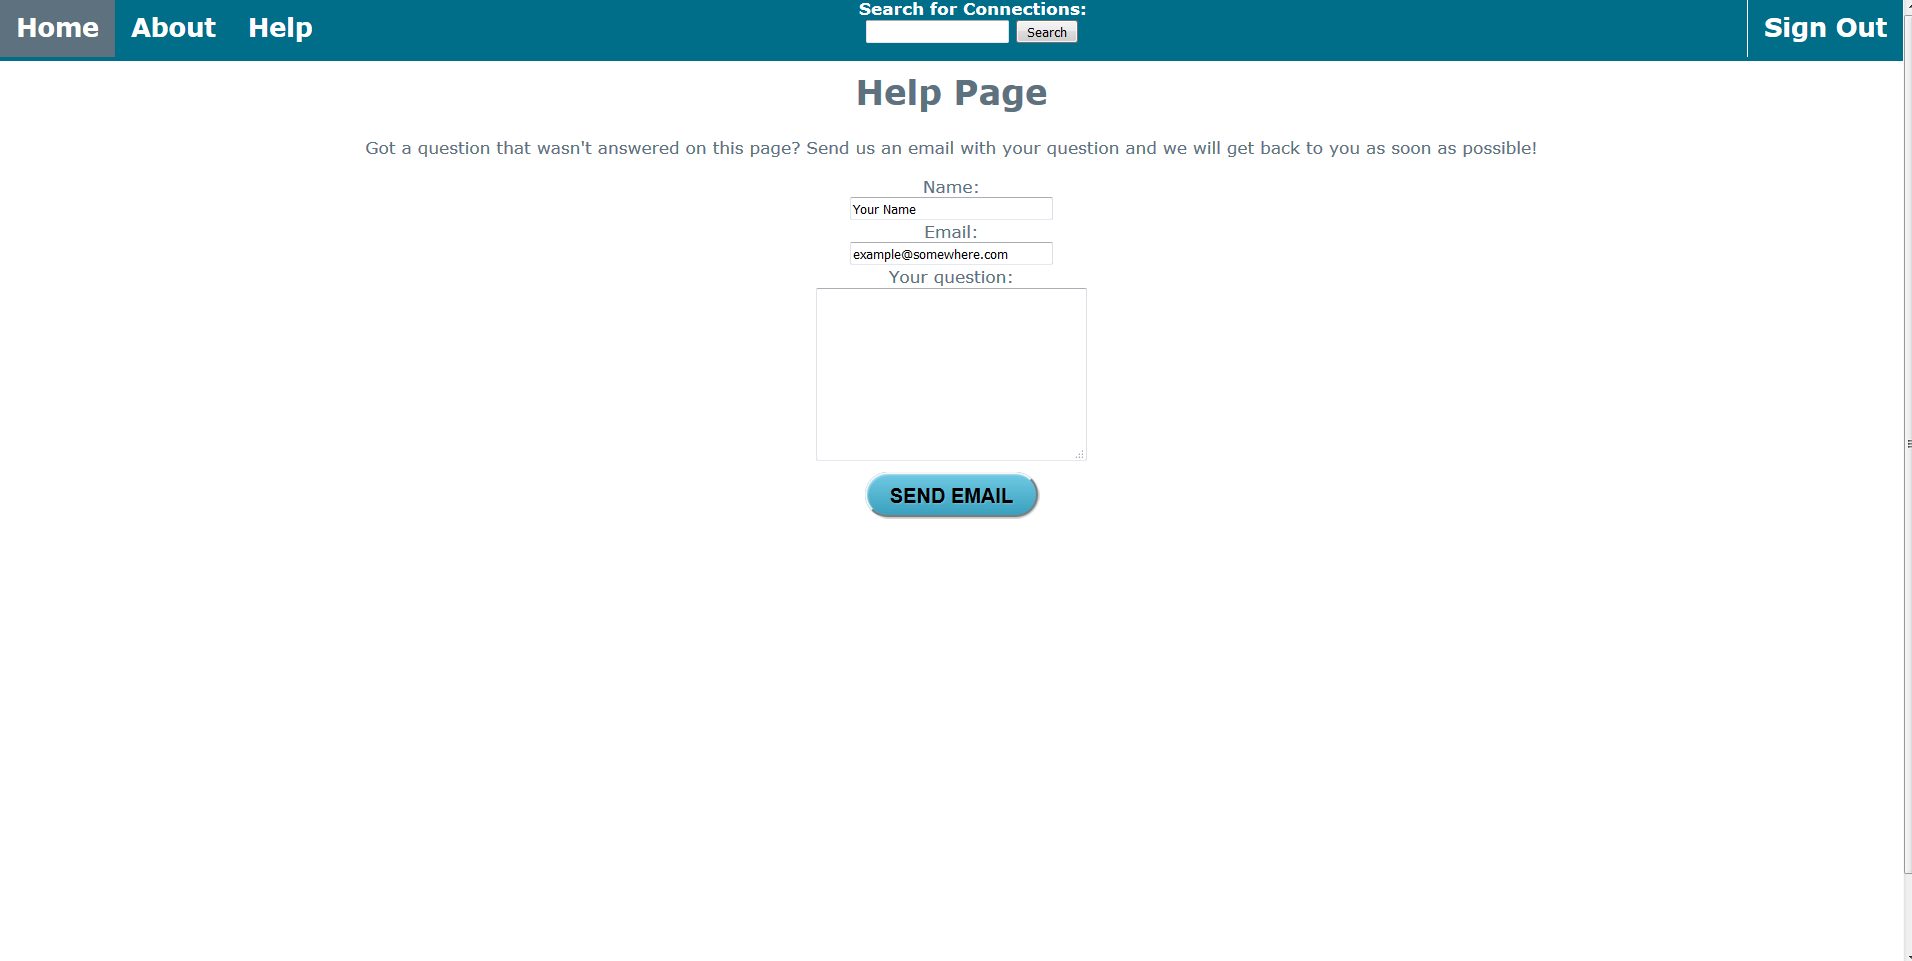 Home About Help
Search for Connections:
Search
Sign Out
Help Page
Got a question that wasn't answered on this page? Send us an email with your question and we will get back to you as soon as possible!
Name:
Your Name
Email:
example@somewhere.com
Your question:
SEND EMAIL